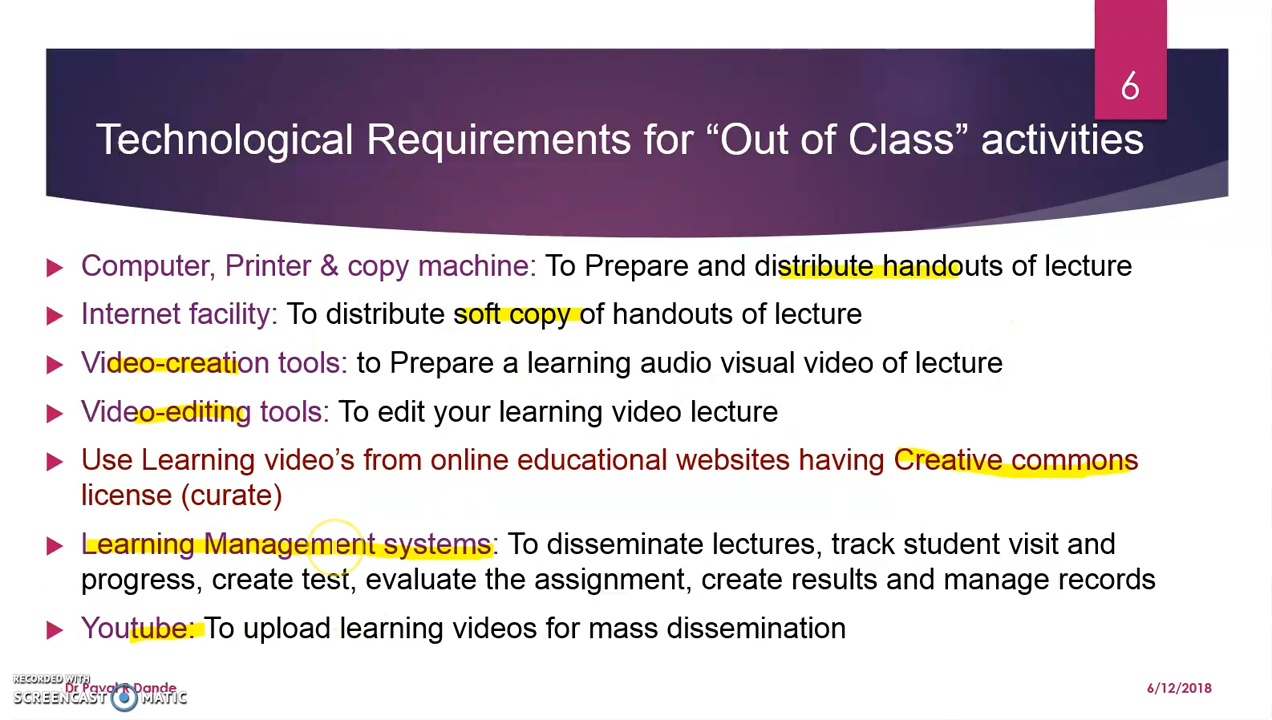 6
Technological Requirements for “Out of Class” activities
Computer, Printer & copy machine: To Prepare and distribute handouts of lecture
Internet facility: To distribute soft copy of handouts of lecture
Video-creation tools: to Prepare a learning audio visual video of lecture
Video-editing tools: To edit your learning video lecture
Use Learning video’s from online educational websites having Creative commons
license (curate)
Learning Management systems: To disseminate lectures, track student visit and
progress, create test, evaluate the assignment, create results and manage records
Youtube: To upload learning videos for mass dissemination
RECORDED WITH
SCREENCAST MATIC
Dr Payal R Dande
6/12/2018